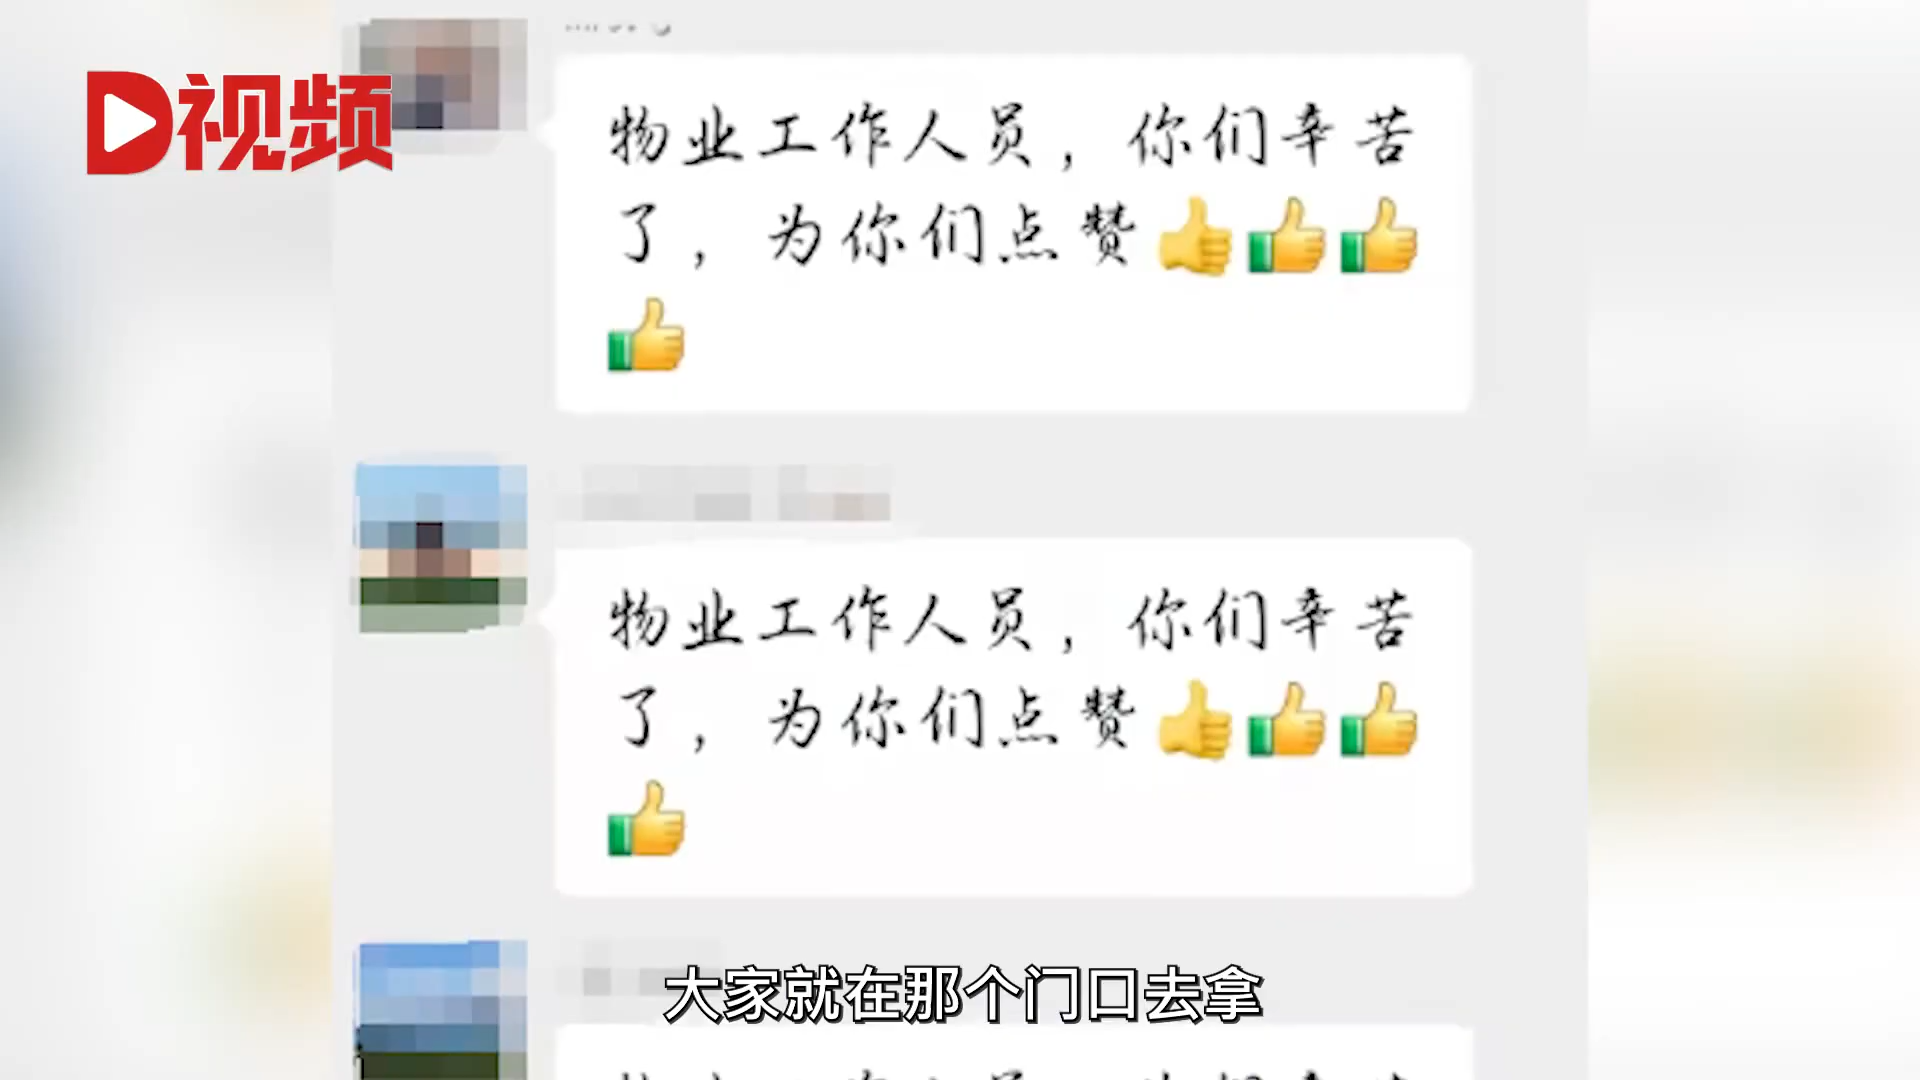 D视频
物业工作人员，你们辛苦
了，为你们点赞👍👍👍
👍
物业工作人员，你们辛苦
了，为你们点赞👍👍👍
👍
大家就在那个门口去拿